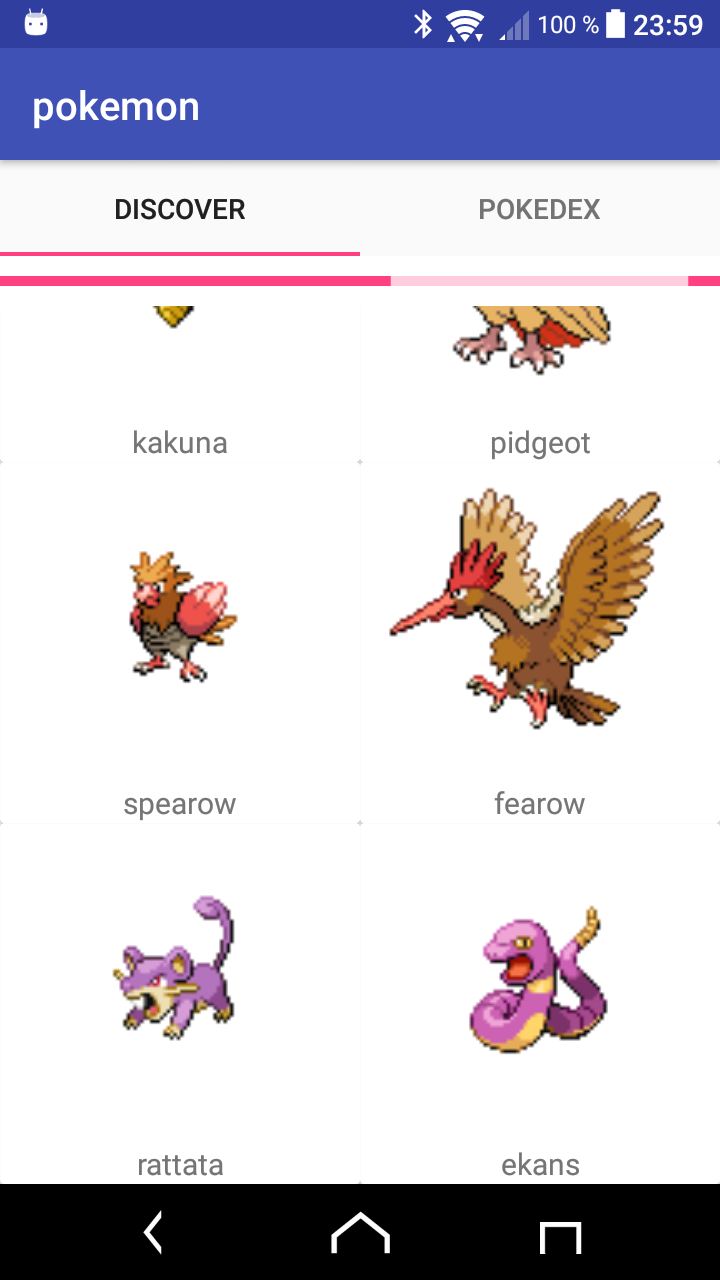 100 % 23:59
pokemon
DISCOVER POKEDEX
kakuna pidgeot
spearow fearow
rattata ekans